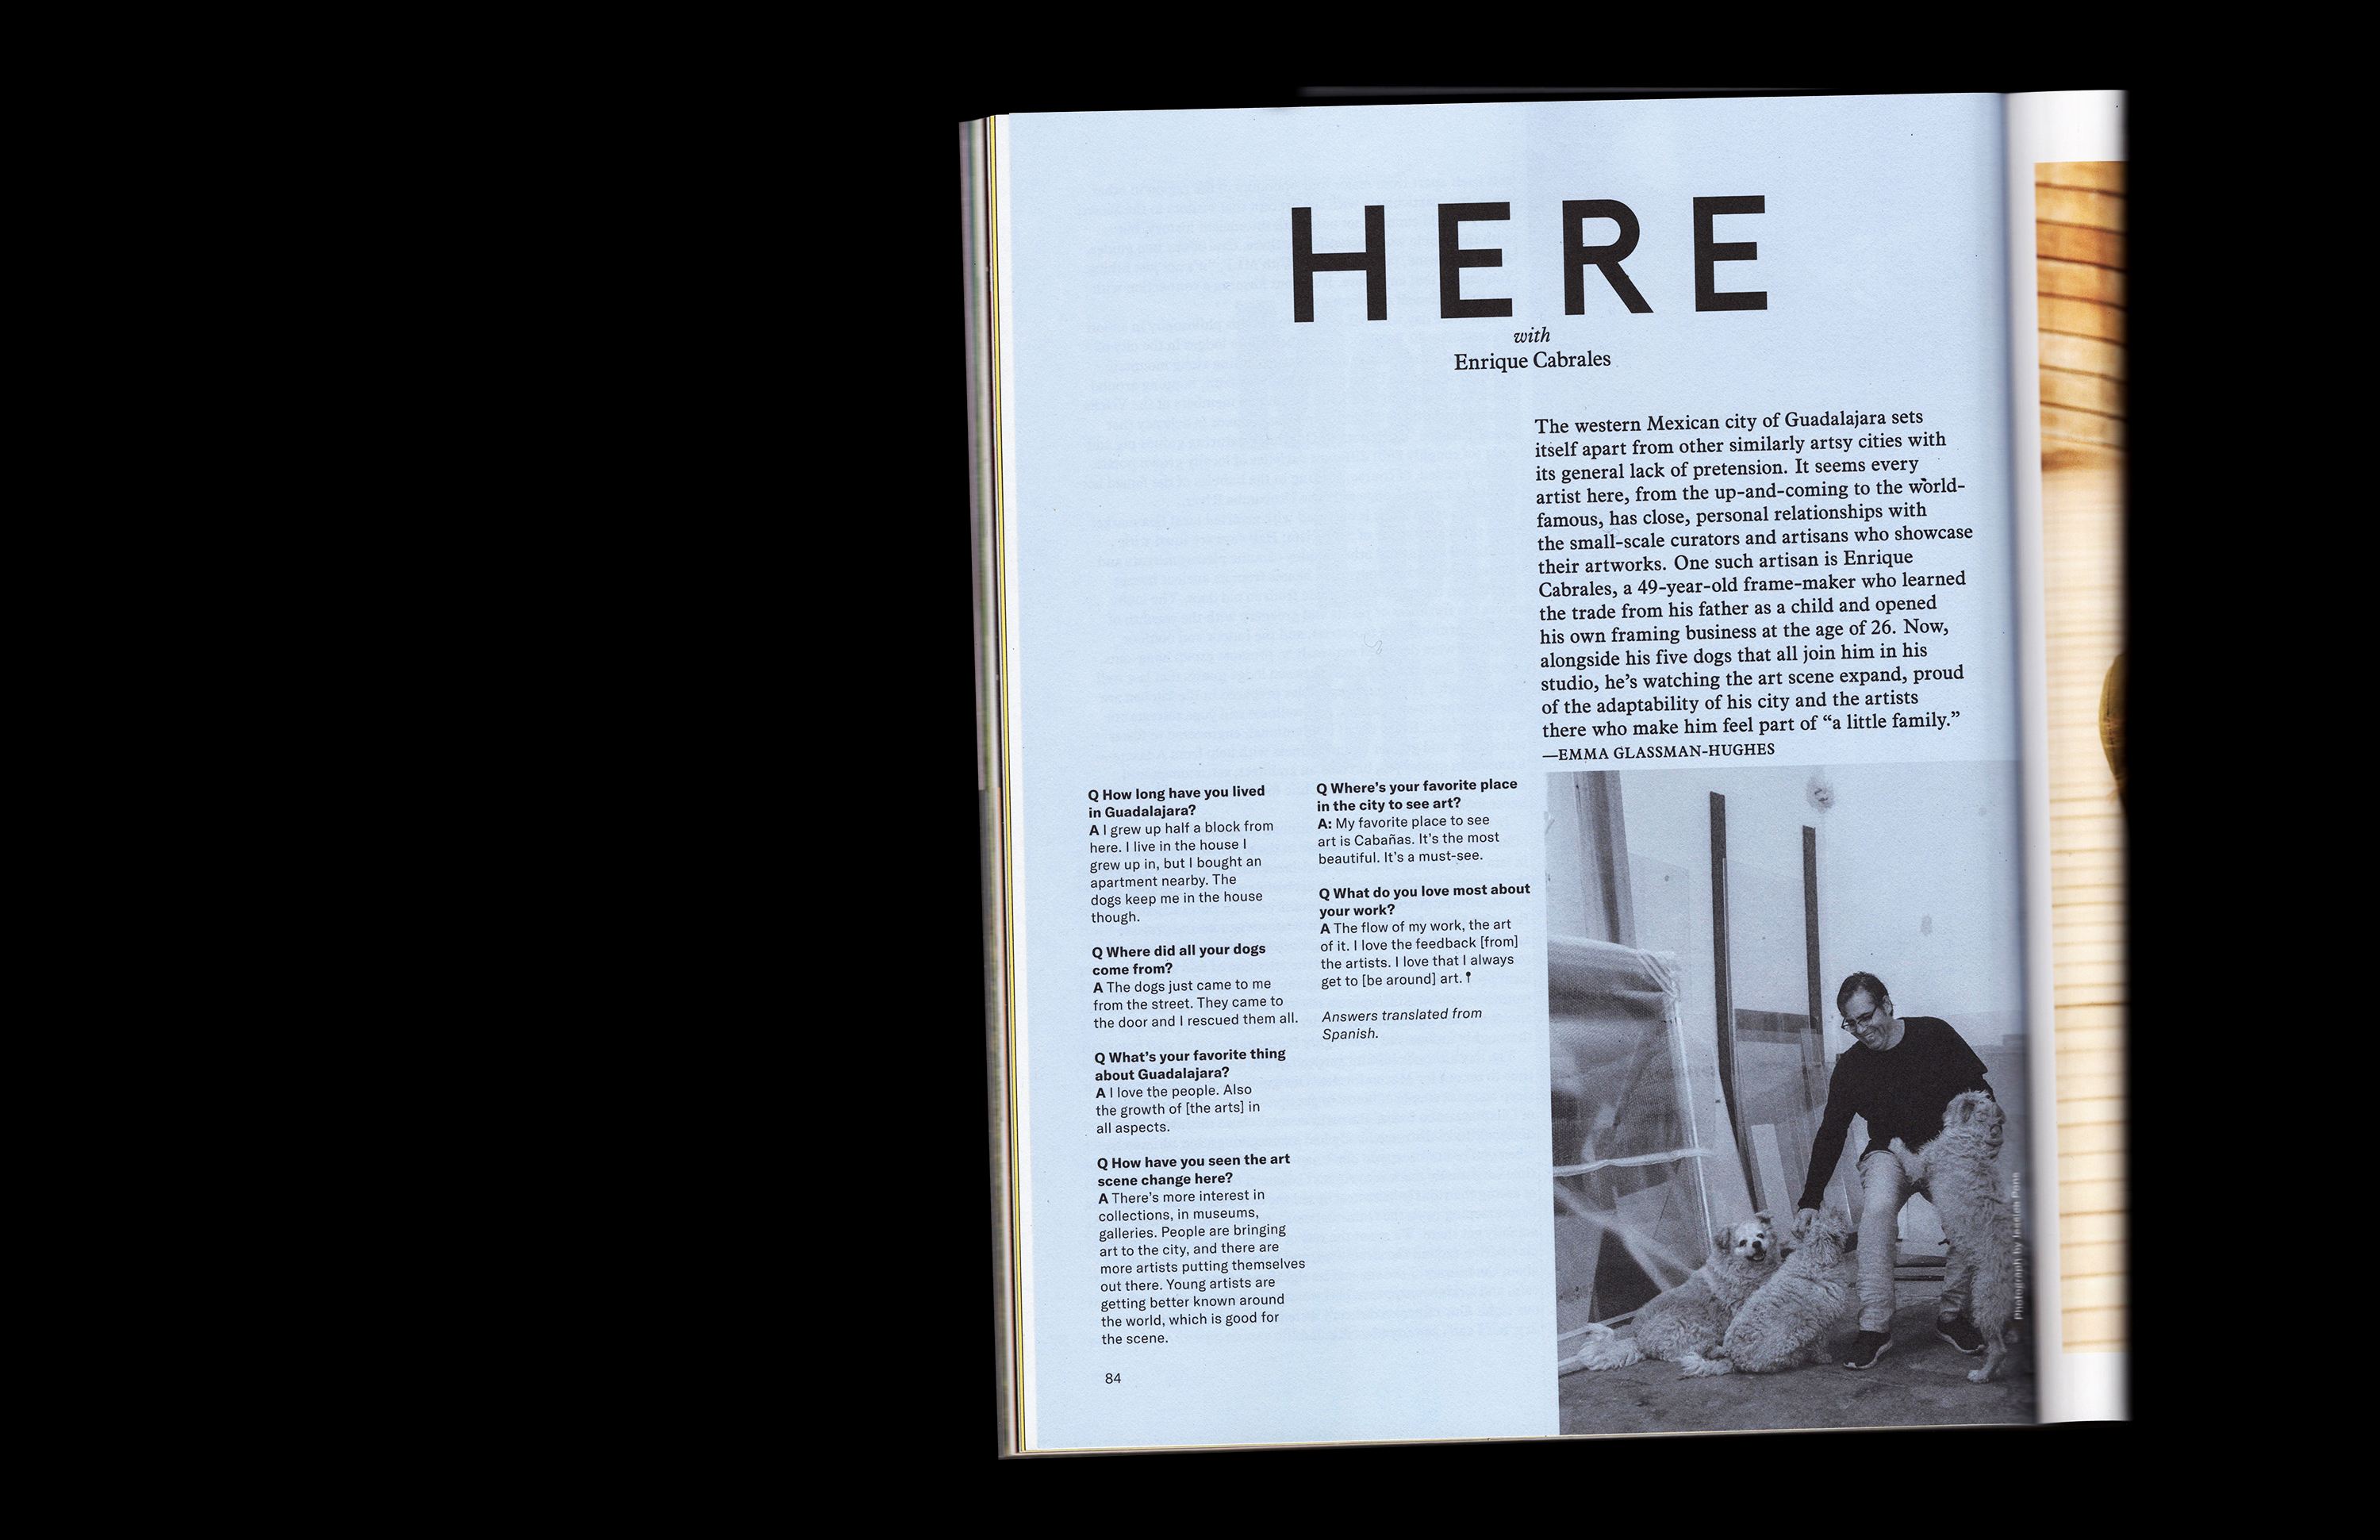 HERE
with
Enrique Cabrales
The western Mexican city of Guadalajara sets
itself apart from other similarly artsy cities with
its general lack of pretension. It seems every
artist here, from the up-and-coming to the world-
famous, has close, personal relationships with
the small-scale curators and artisans who showcase
their artworks. One such artisan is Enrique
Cabrales, a 49-year-old frame-maker who learned
the trade from his father as a child and opened
his own framing business at the age of 26. Now,
alongside his five dogs that all join him in his
studio, he’s watching the art scene expand, proud
of the adaptability of his city and the artists
there who make him feel part of “a little family.”
—EMMA GLASSMAN-HUGHES
Q How long have you lived
in Guadalajara?
A I grew up half a block from
here. I live in the house I
grew up in, but I bought an
apartment nearby. The
dogs keep me in the house
though.
Q Where did all your dogs
come from?
A The dogs just came to me
from the street. They came to
the door and I rescued them all.
Q What’s your favorite thing
about Guadalajara?
A I love the people. Also
the growth of [the arts] in
all aspects.
Q How have you seen the art
scene change here?
A There’s more interest in
collections, in museums,
galleries. People are bringing
art to the city, and there are
more artists putting themselves
out there. Young artists are
getting better known around
the world, which is good for
the scene.
Q Where’s your favorite place
in the city to see art?
A: My favorite place to see
art is Cabañas. It’s the most
beautiful. It’s a must-see.
Q What do you love most about
your work?
A The flow of my work, the art
of it. I love the feedback [from]
the artists. I love that I always
get to [be around] art.
Answers translated from
Spanish.
Photograph by
84